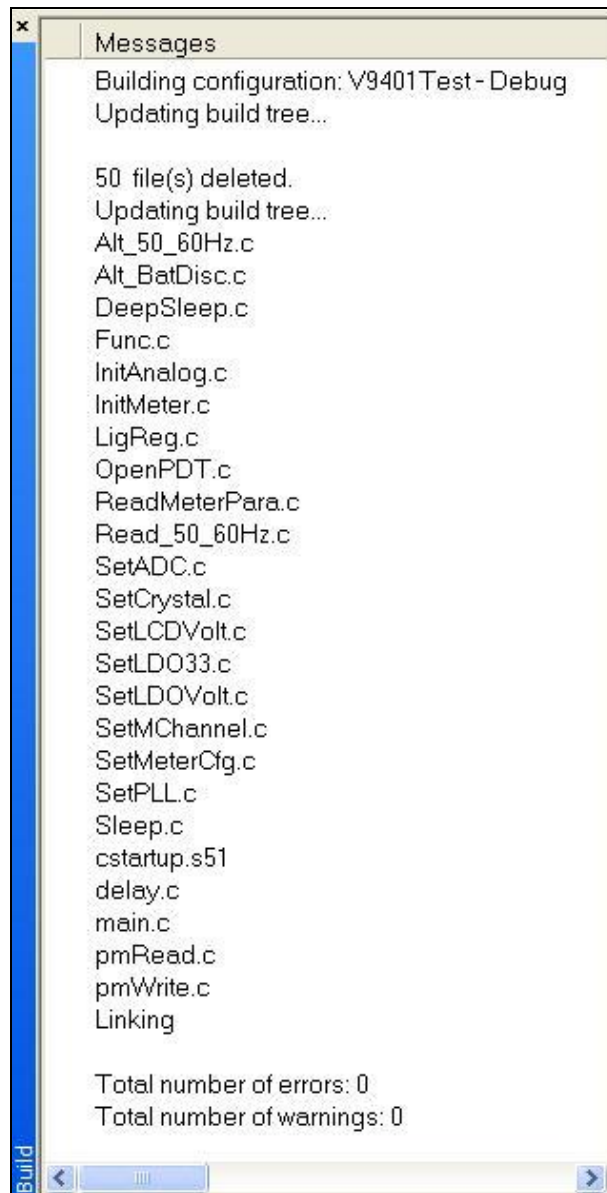 Messages
Building configuration: V9401Test - Debug
Updating build tree...
50 file(s) deleted.
Updating build tree...
Alt_50_60Hz.c
Alt_BatDisc.c
DeepSleep.c
Func.c
InitAnalog.c
InitMeter.c
LigReg.c
OpenPDT.c
ReadMeterPara.c
Read_50_60Hz.c
SetADC.c
SetCrystal.c
SetLCDVolt.c
SetLDO33.c
SetLDOVolt.c
SetMChannel.c
SetMeterCfg.c
SetPLL.c
Sleep.c
cstartup.s51
delay.c
main.c
pmRead.c
pmWrite.c
Linking
Total number of errors: 0
Total number of warnings: 0
Build